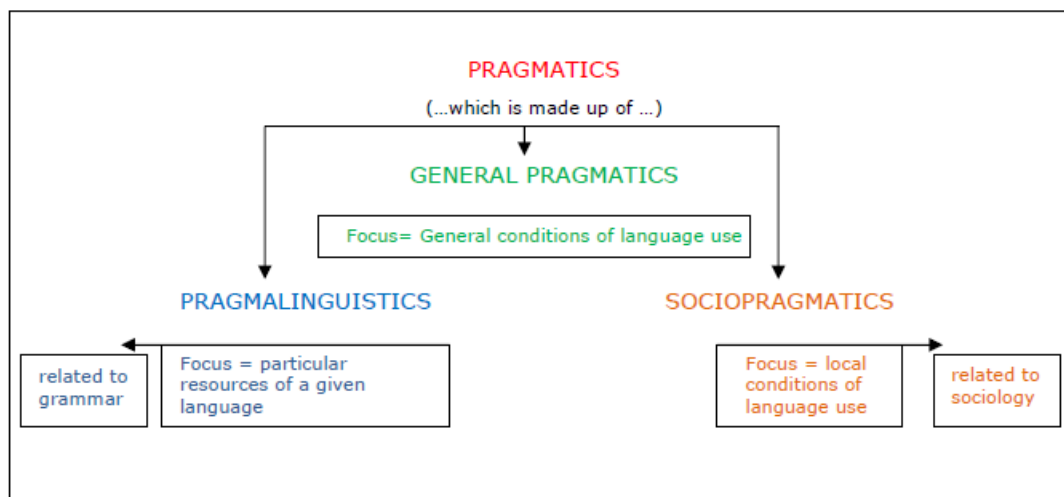 PRAGMATICS
(...which is made up of ...)
GENERAL PRAGMATICS
Focus= General conditions of language use
PRAGMALINGUISTICS
SOCIOPRAGMATICS
related to
grammar
Focus = particular
resources of a given
language
Focus = local
conditions of
language use
related to
sociology